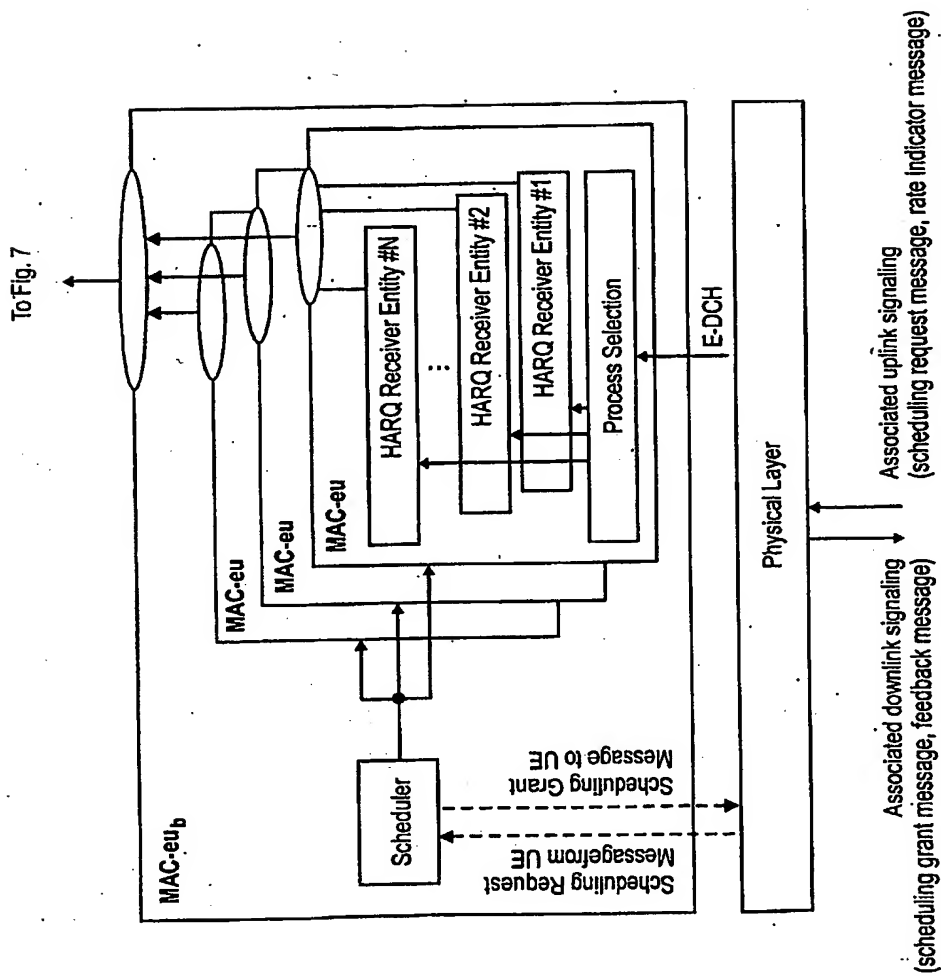 To Fig. 7
MAC-eu_b
MAC-eu
MAC-eu
MAC-eu
HARQ Receiver Entity #N
...
HARQ Receiver Entity #2
HARQ Receiver Entity #1
Process Selection
Scheduler
Scheduling Request
Messagefrom UE
Scheduling Grant
Message to UE
E-DCH
Physical Layer
Associated downlink signaling
(scheduling grant message, feedback message)
Associated uplink signaling
(scheduling request message, rate Indicator message)